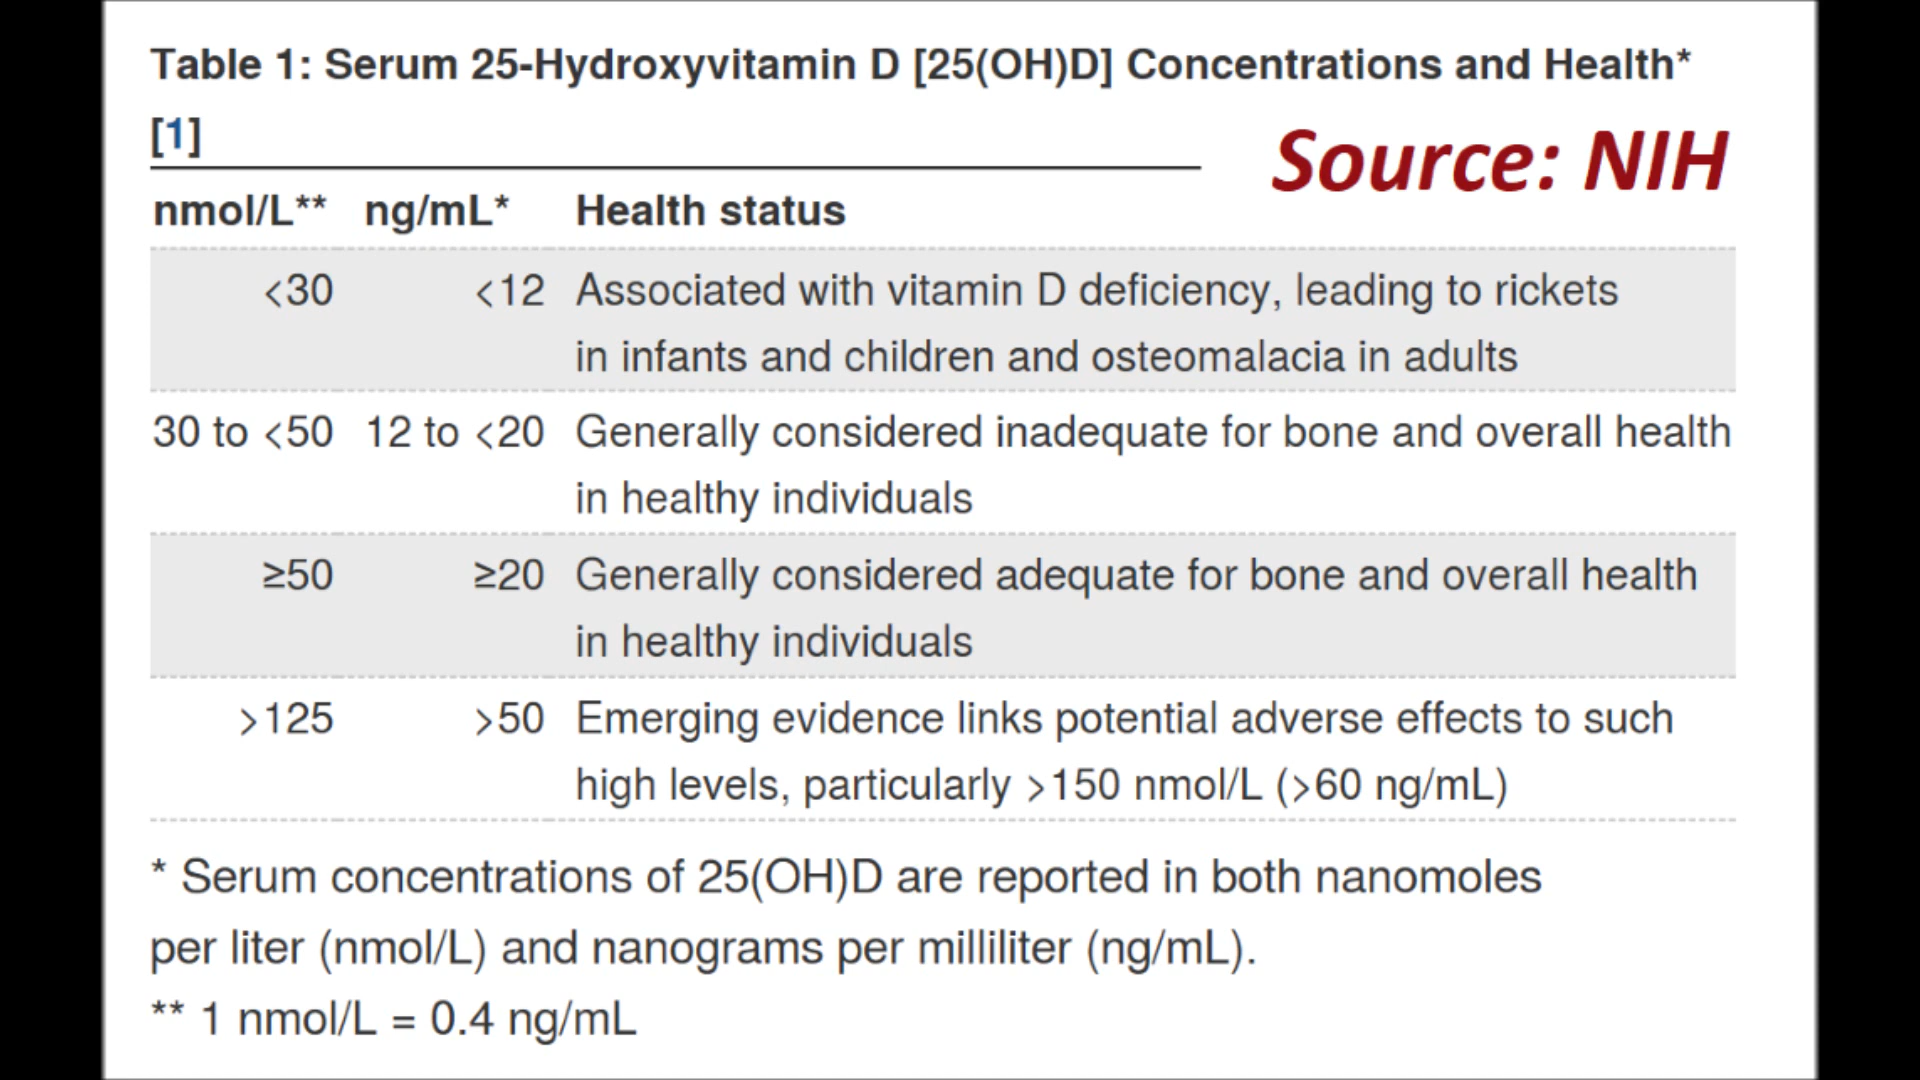 Table 1: Serum 25-Hydroxyvitamin D [25(OH)D] Concentrations and Health*
[1]
Source: NIH
nmol/L** ng/mL* Health status
<30 <12 Associated with vitamin D deficiency, leading to rickets
in infants and children and osteomalacia in adults
30 to <50 12 to <20 Generally considered inadequate for bone and overall health
in healthy individuals
≥50 ≥20 Generally considered adequate for bone and overall health
in healthy individuals
>125 >50 Emerging evidence links potential adverse effects to such
high levels, particularly >150 nmol/L (>60 ng/mL)
* Serum concentrations of 25(OH)D are reported in both nanomoles
per liter (nmol/L) and nanograms per milliliter (ng/mL).
** 1 nmol/L = 0.4 ng/mL